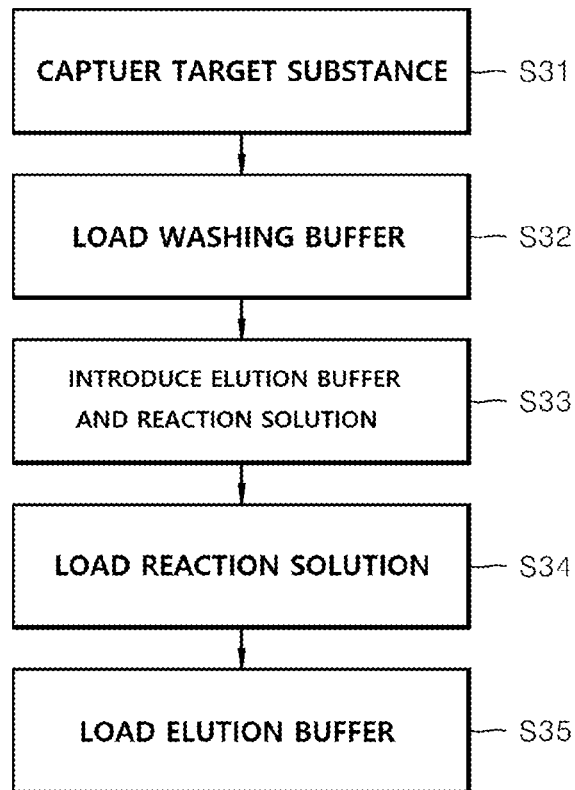 CAPTUER TARGET SUBSTANCE
S31
LOAD WASHING BUFFER
S32
INTRODUCE ELUTION BUFFER
AND REACTION SOLUTION
S33
LOAD REACTION SOLUTION
S34
LOAD ELUTION BUFFER
S35